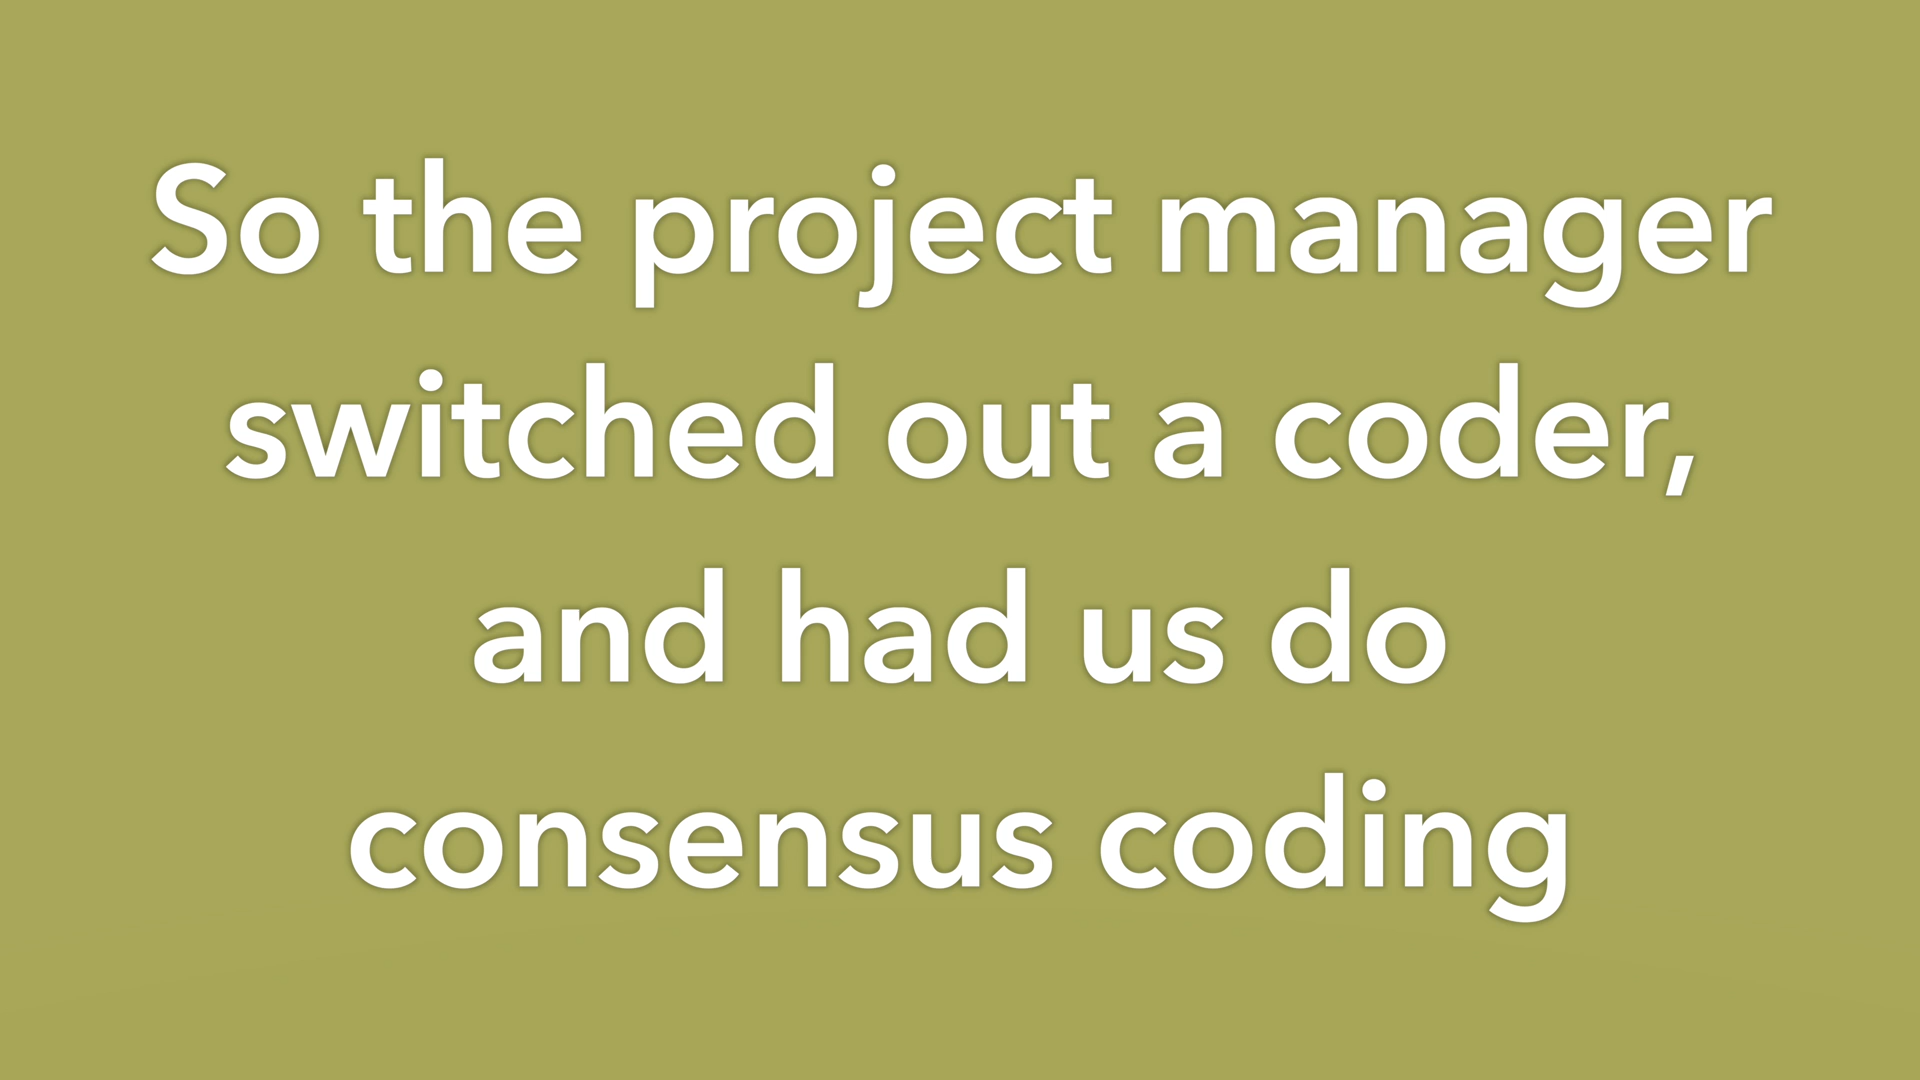 So the project manager
switched out a coder,
and had us do
consensus coding